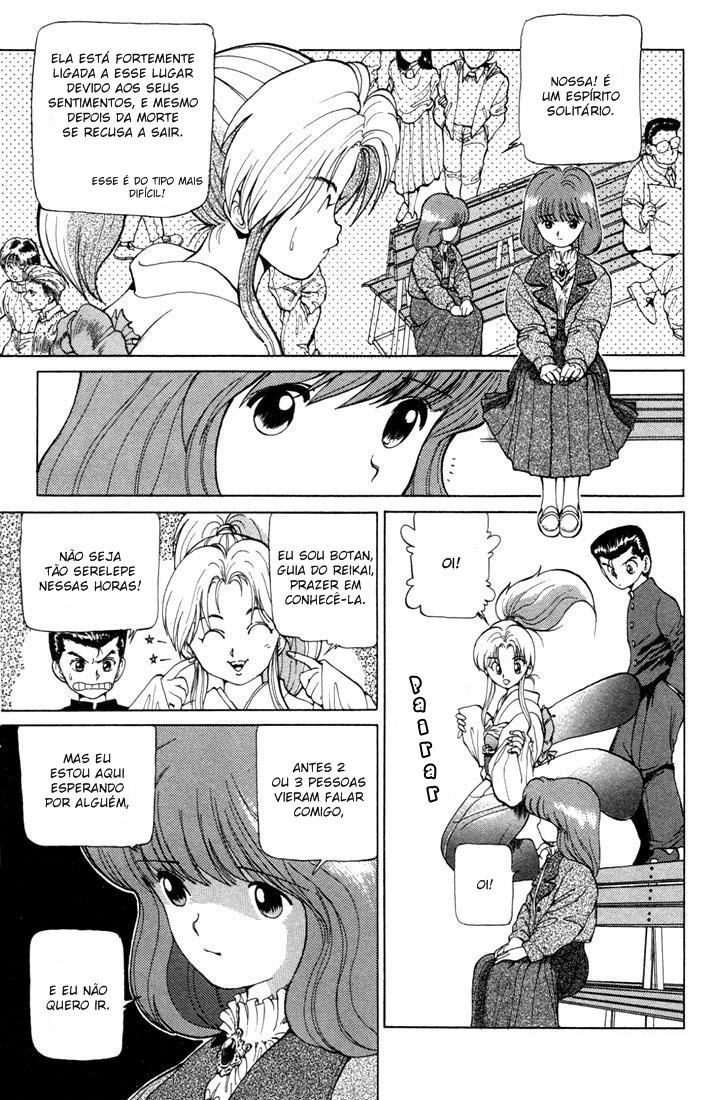 NOSSA! É
UM ESPÍRITO
SOLITÁRIO.
ELA ESTÁ FORTEMENTE
LIGADA A ESSE LUGAR
DEVIDO AOS SEUS
SENTIMENTOS, E MESMO
DEPOIS DA MORTE
SE RECUSA A SAIR.
ESSE É DO TIPO MAIS
DIFÍCIL!
OI!
Pairar
OI!
EU SOU BOTAN,
GUIA DO REIKAI,
PRAZER EM
CONHECÊ-LA.
NÃO SEJA
TÃO SERELEPE
NESSAS HORAS!
ANTES 2
OU 3 PESSOAS
VIERAM FALAR
COMIGO,
MAS EU
ESTOU AQUI
ESPERANDO
POR ALGUÉM,
E EU NÃO
QUERO IR.